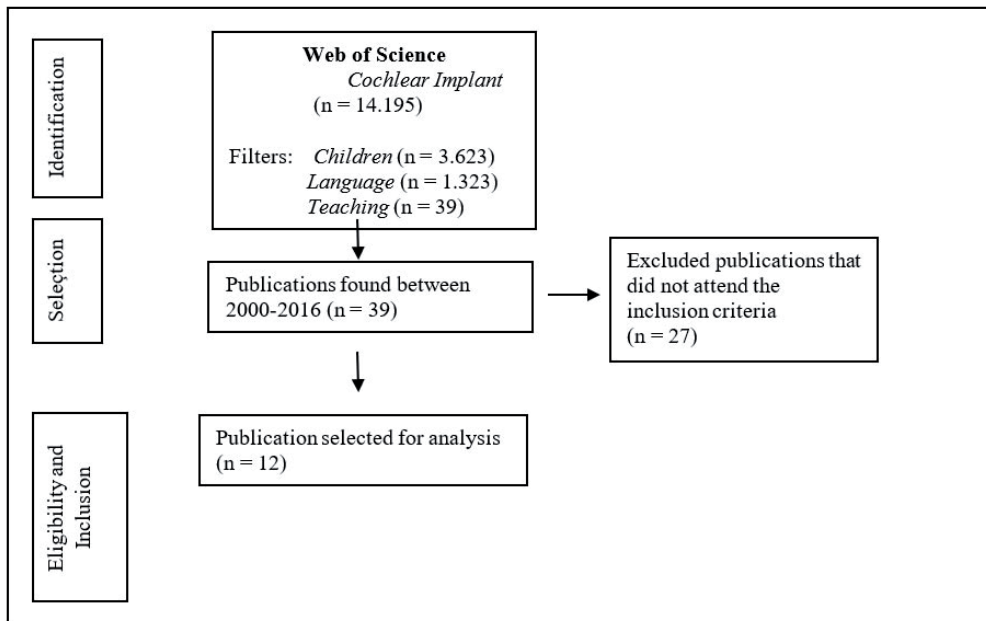 Identification
Web of Science
Cochlear Implant
(n = 14.195)
Filters: Children (n = 3.623)
Language (n = 1.323)
Teaching (n = 39)
Selection
Publications found between
2000-2016 (n = 39)
Excluded publications that
did not attend the
inclusion criteria
(n = 27)
Eligibility and
Inclusion
Publication selected for analysis
(n = 12)